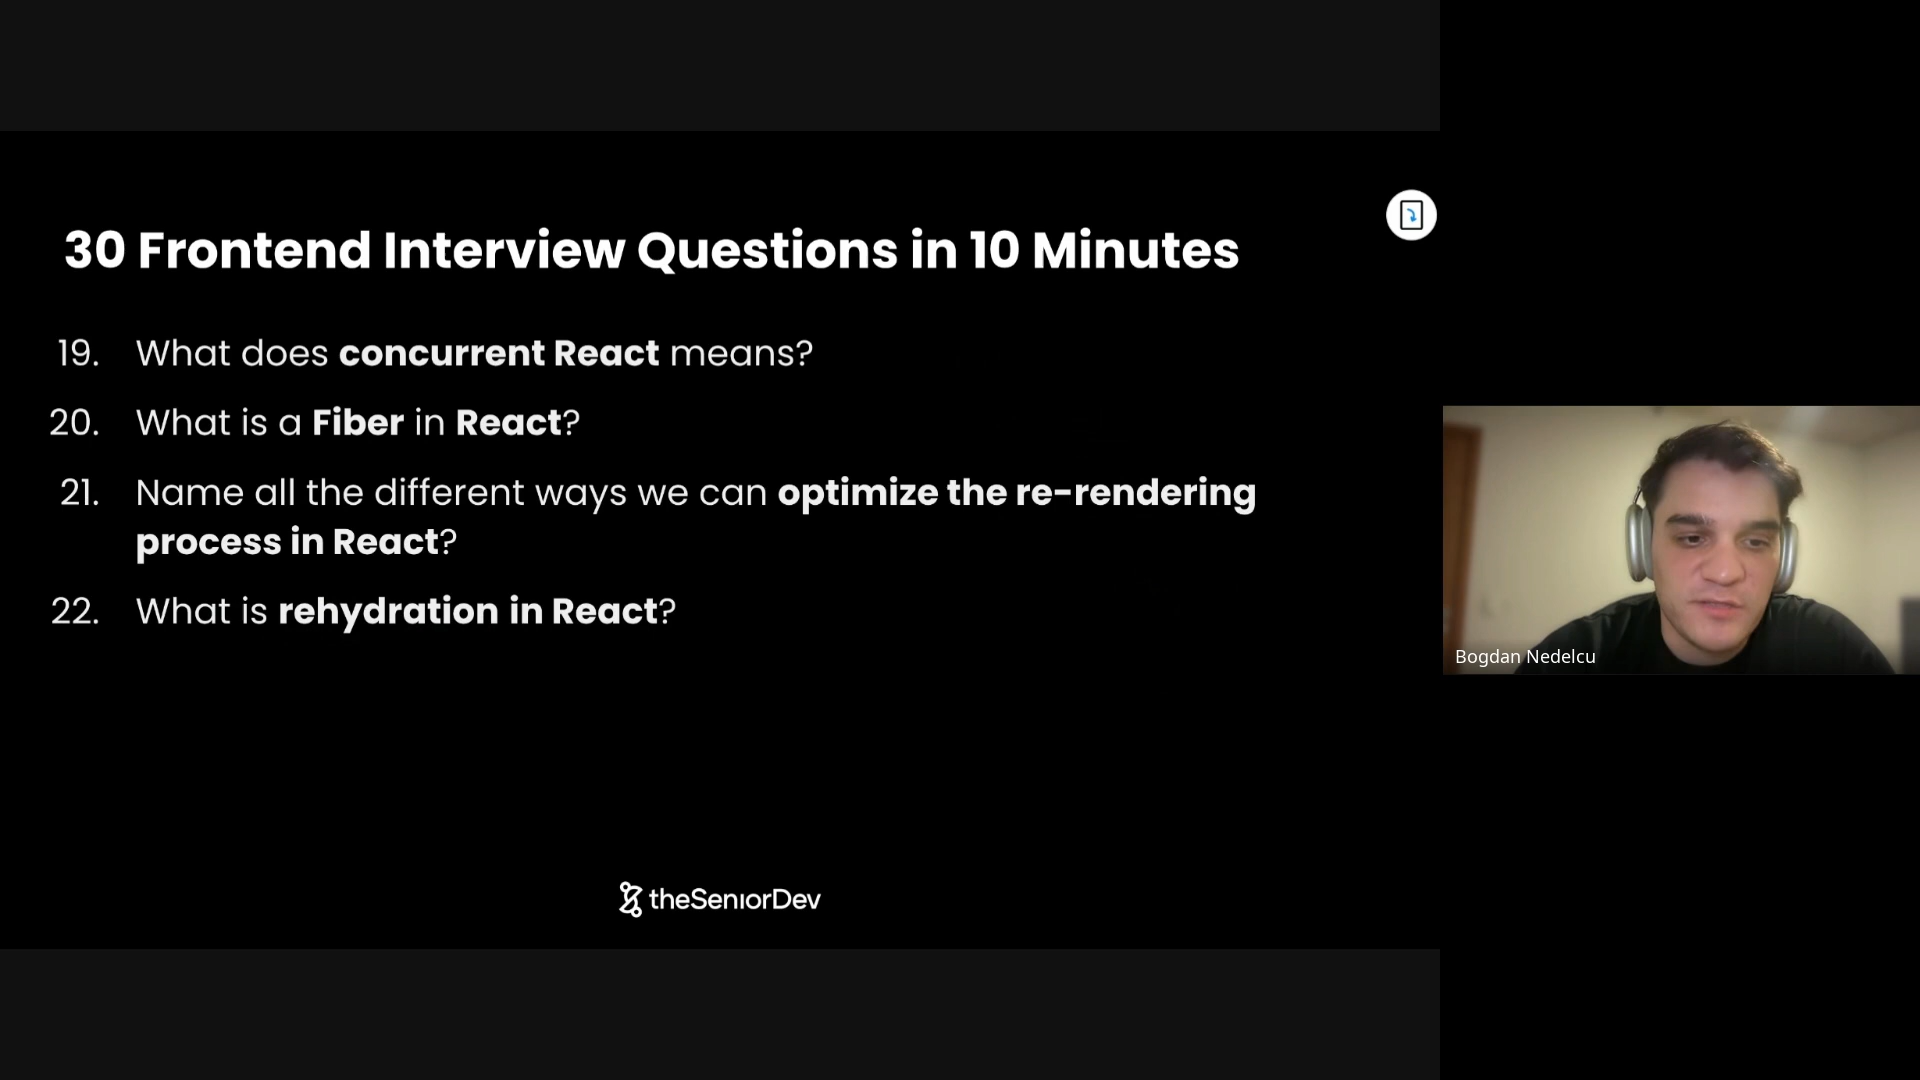 30 Frontend Interview Questions in 10 Minutes
19. What does concurrent React means?
20. What is a Fiber in React?
21. Name all the different ways we can optimize the re-rendering
process in React?
22. What is rehydration in React?
Bogdan Nedelcu
theSeniorDev